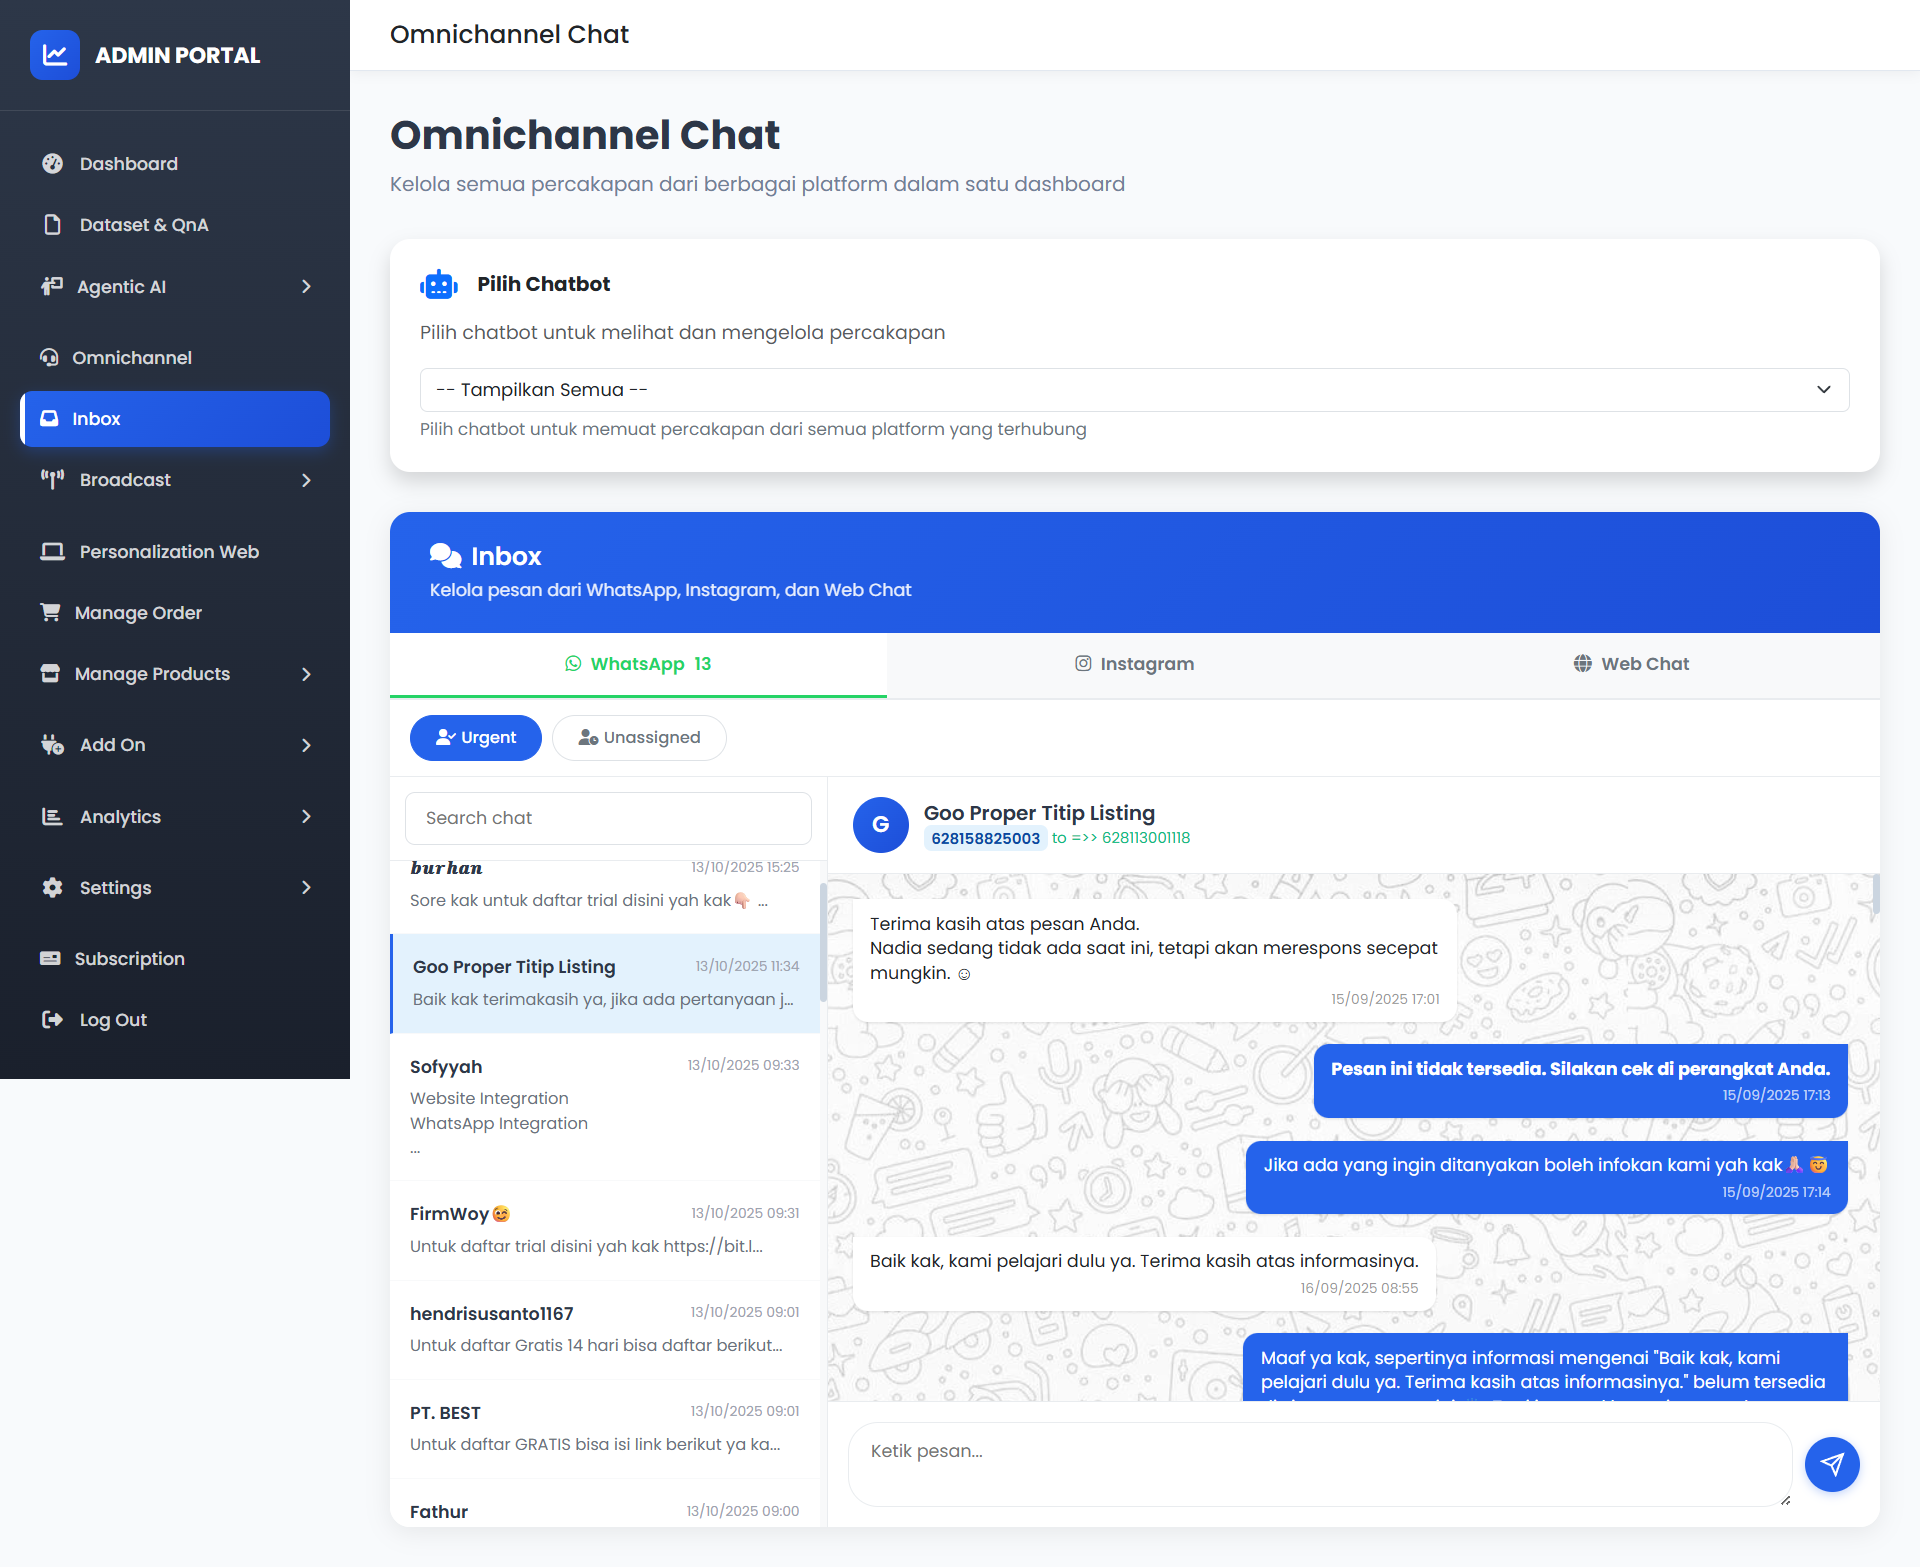 ADMIN PORTAL
Dashboard
Dataset & QnA
Agentic AI
Omnichannel
Inbox
Broadcast
Personalization Web
Manage Order
Manage Products
Add On
Analytics
Settings
Subscription
Log Out
Omnichannel Chat
Omnichannel Chat
Kelola semua percakapan dari berbagai platform dalam satu dashboard
Pilih Chatbot
Pilih chatbot untuk melihat dan mengelola percakapan
-- Tampilkan Semua --
Pilih chatbot untuk memuat percakapan dari semua platform yang terhubung
Inbox
Kelola pesan dari WhatsApp, Instagram, dan Web Chat
WhatsApp 13
Instagram
Web Chat
Urgent
Unassigned
Search chat
burhan 13/10/2025 15:25
Sore kak untuk daftar trial disini yah kak👇🏻 ...
Goo Proper Titip Listing 13/10/2025 11:34
Baik kak terimakasih ya, jika ada pertanyaan j...
Sofyyah 13/10/2025 09:33
Website Integration
WhatsApp Integration
...
FirmWoy😉 13/10/2025 09:31
Untuk daftar trial disini yah kak https://bit.l...
hendrisusanto1167 13/10/2025 09:01
Untuk daftar Gratis 14 hari bisa daftar berikut...
PT. BEST 13/10/2025 09:01
Untuk daftar GRATIS bisa isi link berikut ya ka...
Fathur 13/10/2025 09:00
G
Goo Proper Titip Listing
628158825003 to =>> 628113001118
Terima kasih atas pesan Anda.
Nadia sedang tidak ada saat ini, tetapi akan merespons secepat
mungkin. ☺
15/09/2025 17:01
Pesan ini tidak tersedia. Silakan cek di perangkat Anda.
15/09/2025 17:13
Jika ada yang ingin ditanyakan boleh infokan kami yah kak🙏🏻😇
15/09/2025 17:14
Baik kak, kami pelajari dulu ya. Terima kasih atas informasinya.
16/09/2025 08:55
Maaf ya kak, sepertinya informasi mengenai "Baik kak, kami
pelajari dulu ya. Terima kasih atas informasinya." belum tersedia
Ketik pesan...